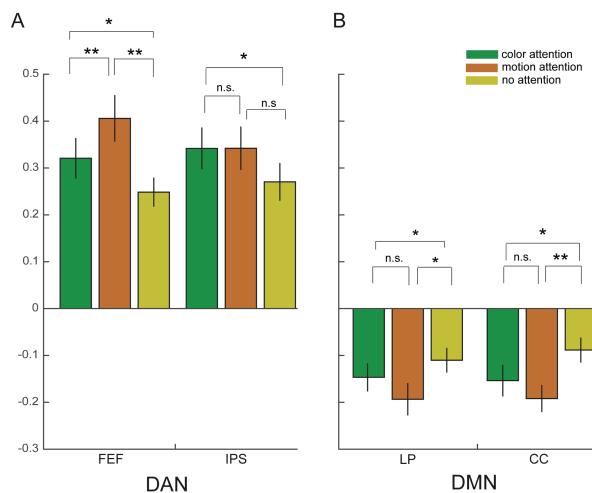 A
B
color attention
motion attention
no attention
*
** **
*
n.s. n.s
0.5
0.4
0.3
0.2
0.1
0
-0.1
-0.2
-0.3
*
n.s. *
*
n.s. **
FEF IPS
LP CC
DAN
DMN